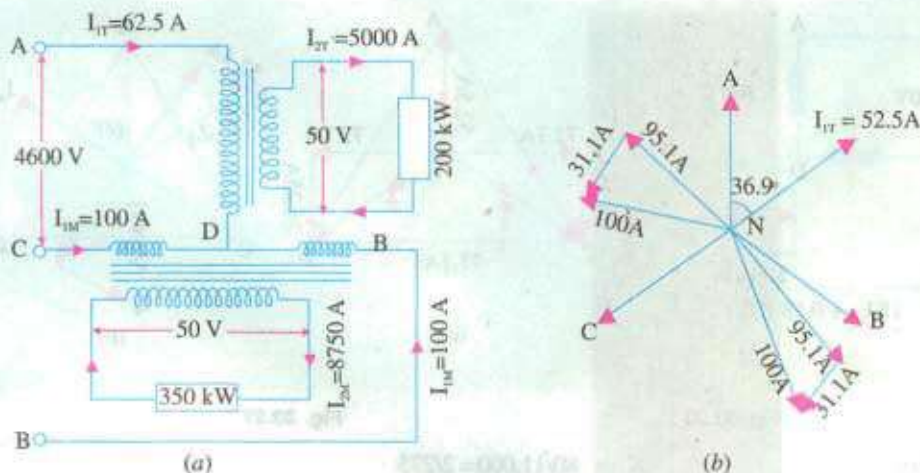 I1T=62.5 A
A
I2T=5000 A
4600 V
50 V
200 kW
I1M=100 A
D
C
B
50 V
I2M=8750 A
I1M=100 A
350 kW
B
(a)
A
I1T = 52.5A
31.1A
95.1A
36.9°
100A
N
C
B
95.1A
100A
31.1A
(b)